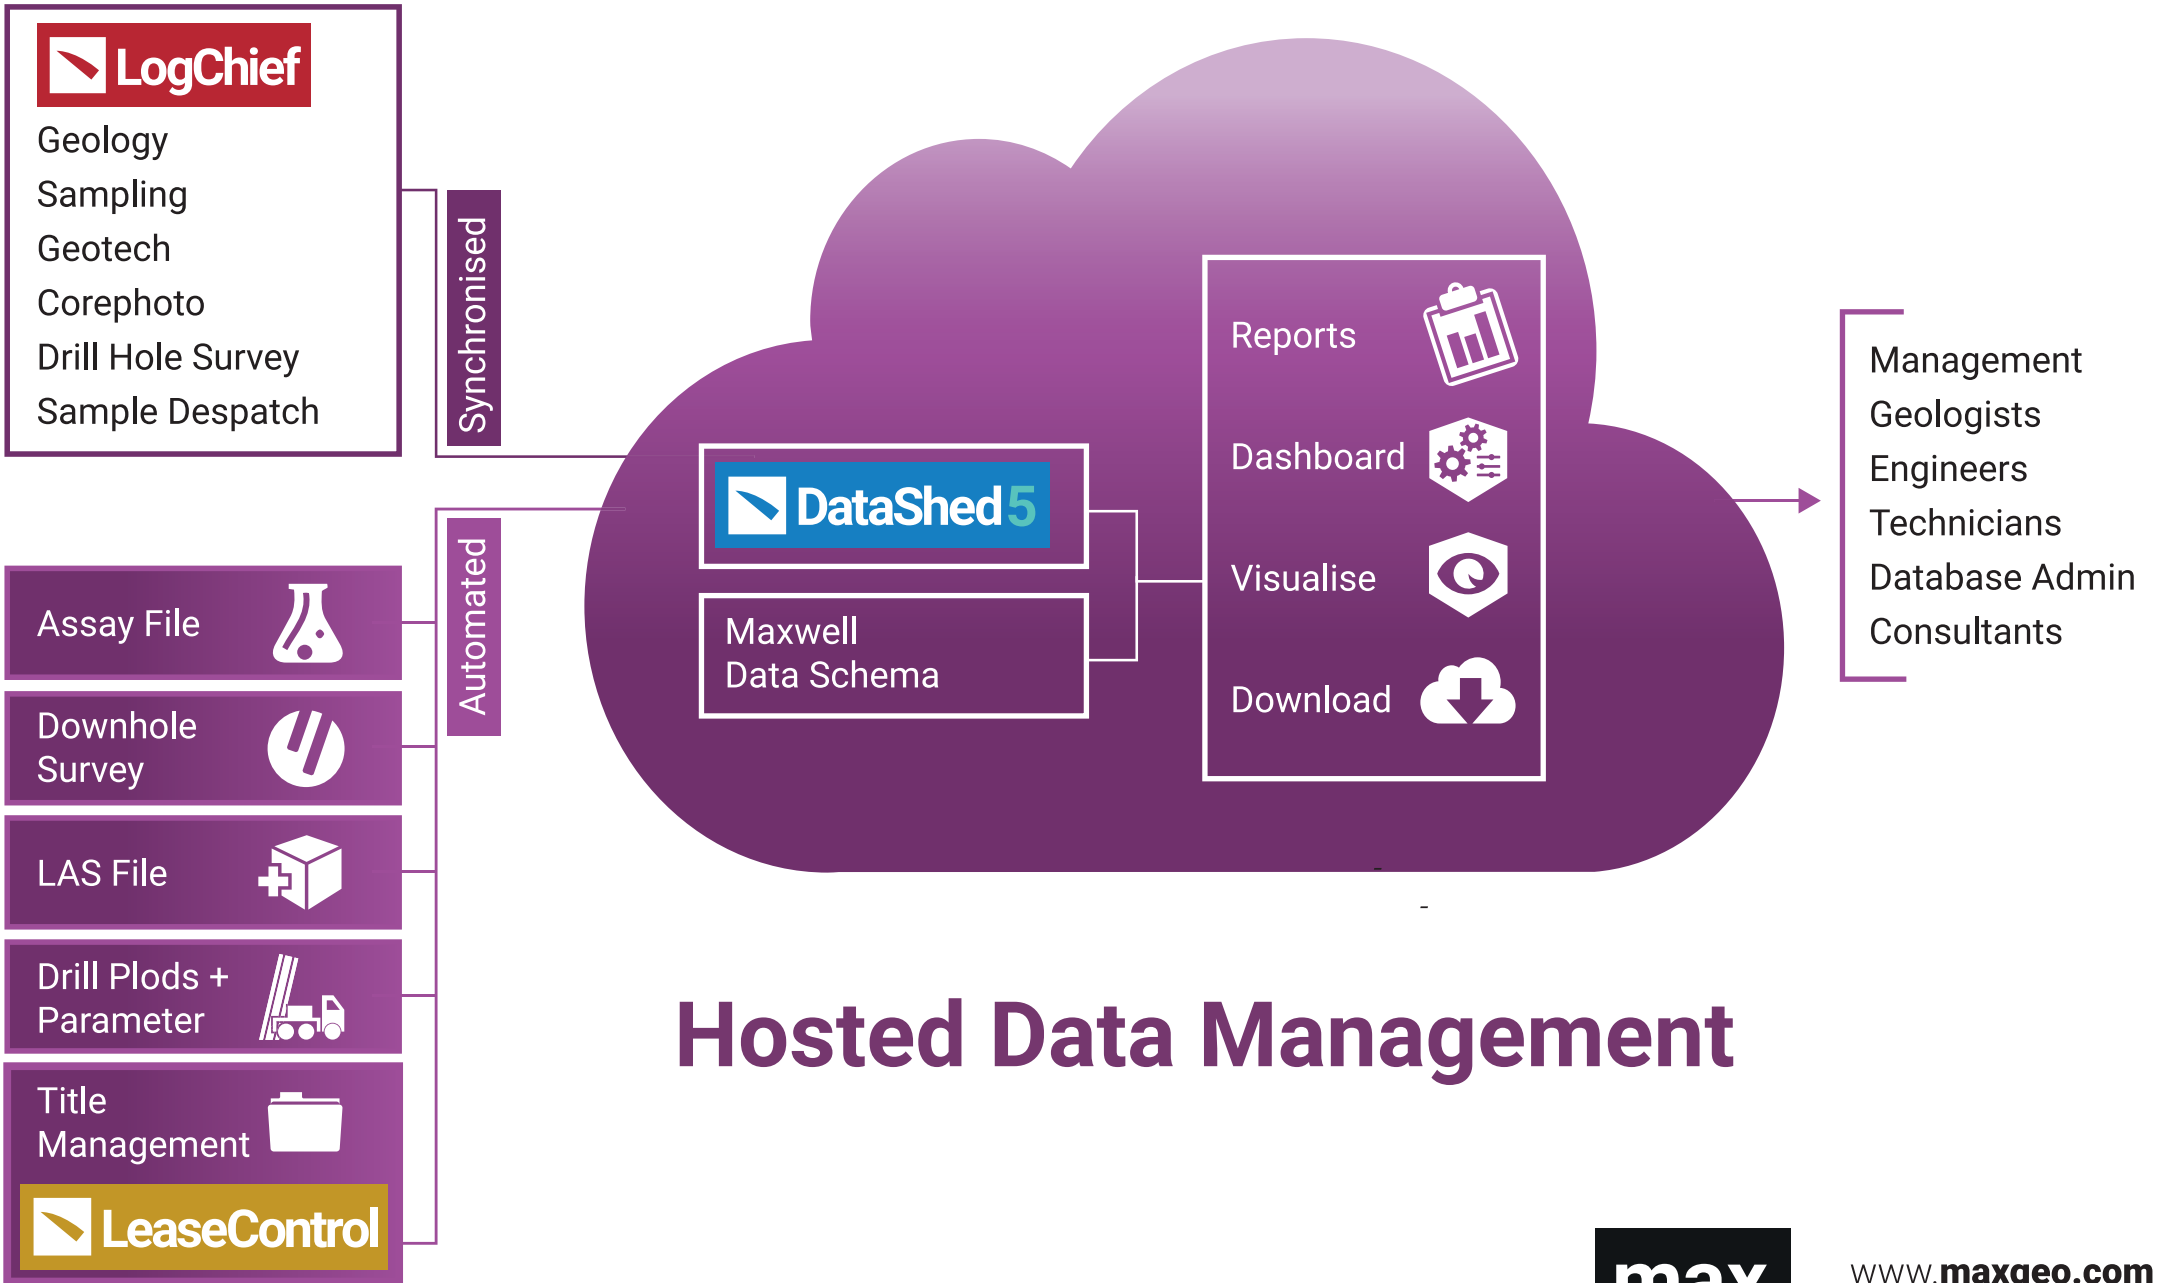 LogChief
Geology
Sampling
Geotech
Corephoto
Drill Hole Survey
Sample Despatch
Synchronised
Automated
Assay File
Downhole
Survey
LAS File
Drill Plods +
Parameter
Title
Management
LeaseControl
DataShed5
Maxwell
Data Schema
Reports
Dashboard
Visualise
Download
Management
Geologists
Engineers
Technicians
Database Admin
Consultants
Hosted Data Management
max
www.maxgeo.com